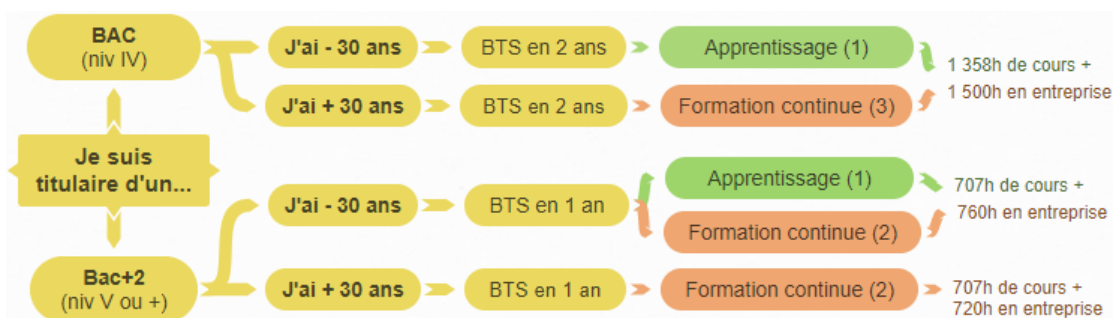 BAC
(niv IV)
J'ai - 30 ans
BTS en 2 ans
Apprentissage (1)
J'ai + 30 ans
BTS en 2 ans
Formation continue (3)
1 358h de cours +
1 500h en entreprise
Je suis
titulaire d'un...
J'ai - 30 ans
BTS en 1 an
Apprentissage (1)
Formation continue (2)
707h de cours +
760h en entreprise
Bac+2
(niv V ou +)
J'ai + 30 ans
BTS en 1 an
Formation continue (2)
707h de cours +
720h en entreprise